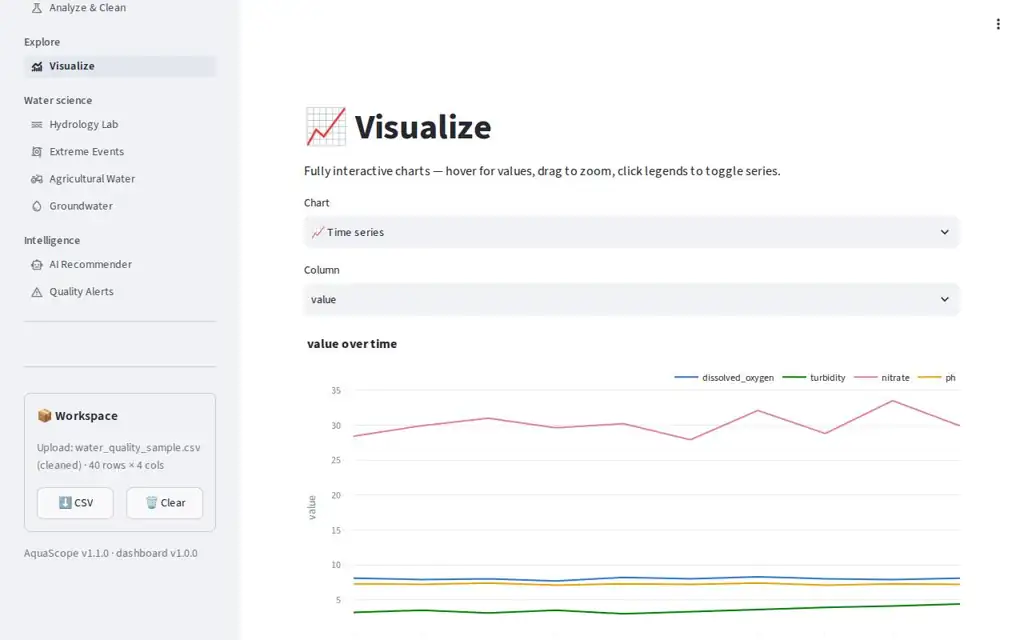 Analyze & Clean
Explore
Visualize
Water science
Hydrology Lab
Extreme Events
Agricultural Water
Groundwater
Intelligence
AI Recommender
Quality Alerts
📦 Workspace
Upload: water_quality_sample.csv
(cleaned) · 40 rows × 4 cols
⬇️ CSV
🗑️ Clear
AquaScope v1.1.0 · dashboard v1.0.0
📈 Visualize
Fully interactive charts — hover for values, drag to zoom, click legends to toggle series.
Chart
📈 Time series
Column
value
value over time
dissolved_oxygen turbidity nitrate ph
35
30
25
20
15
10
5
value